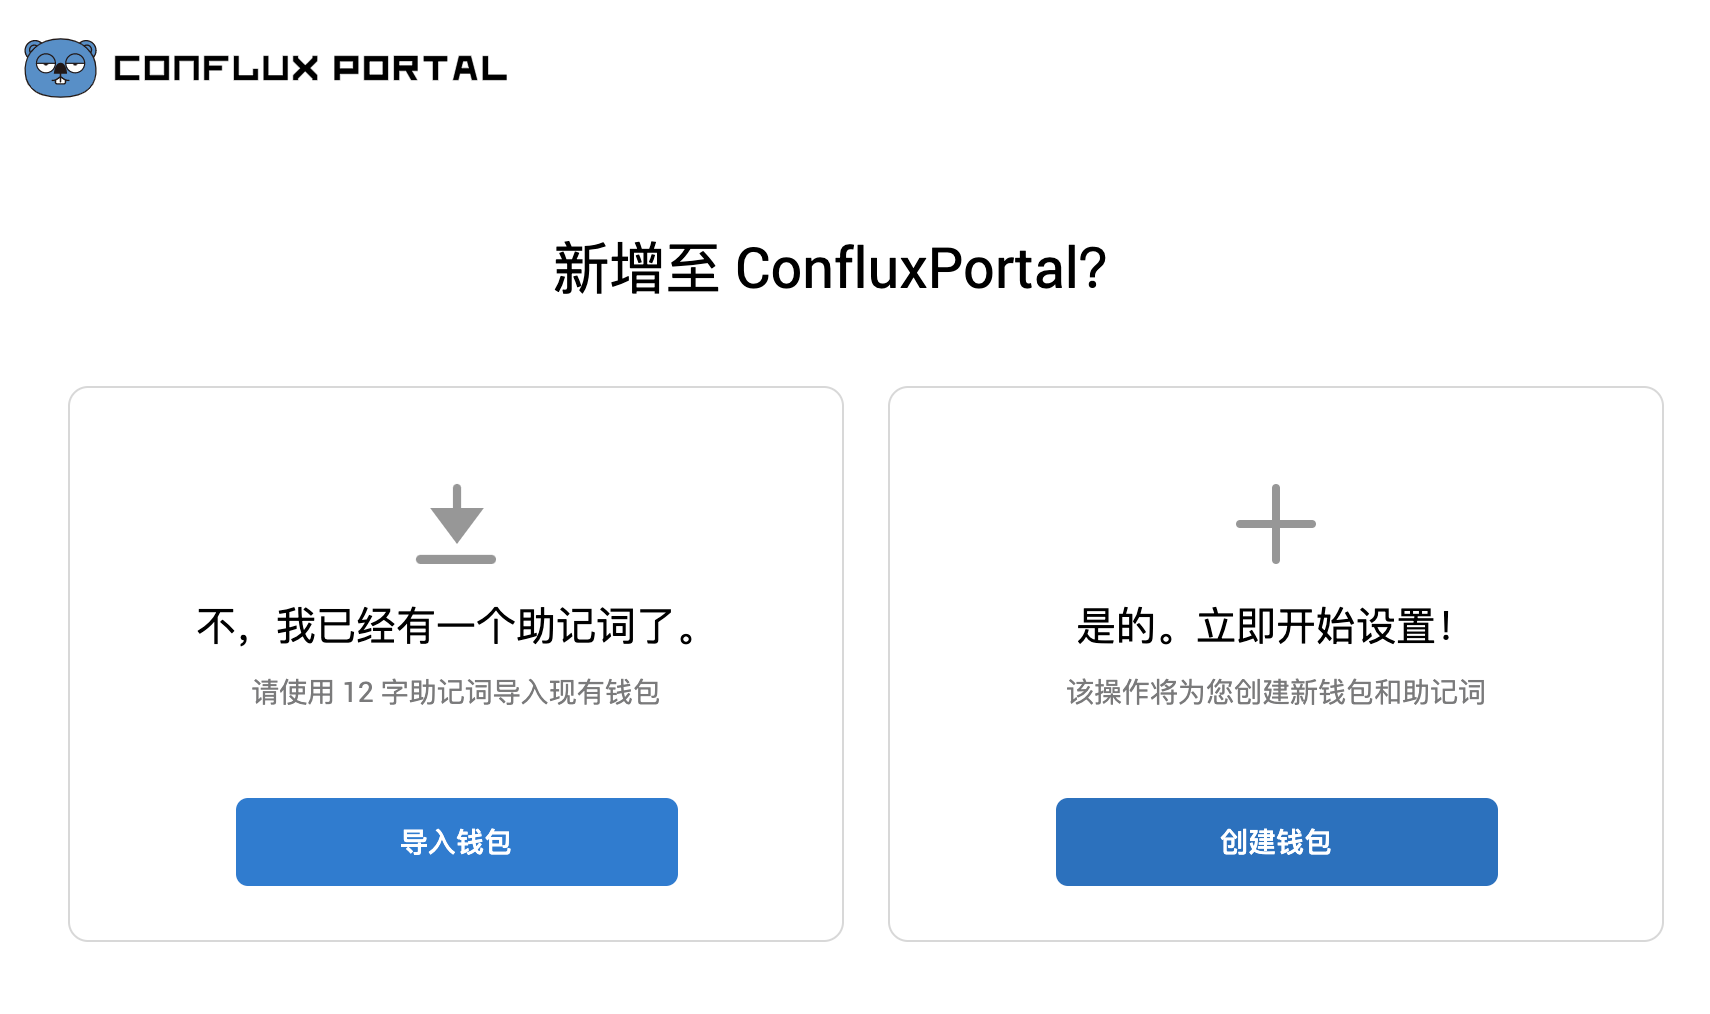 CONFLUX PORTAL
新增至 ConfluxPortal?
不，我已经有一个助记词了。
请使用 12 字助记词导入现有钱包
导入钱包
是的。立即开始设置！
该操作将为您创建新钱包和助记词
创建钱包